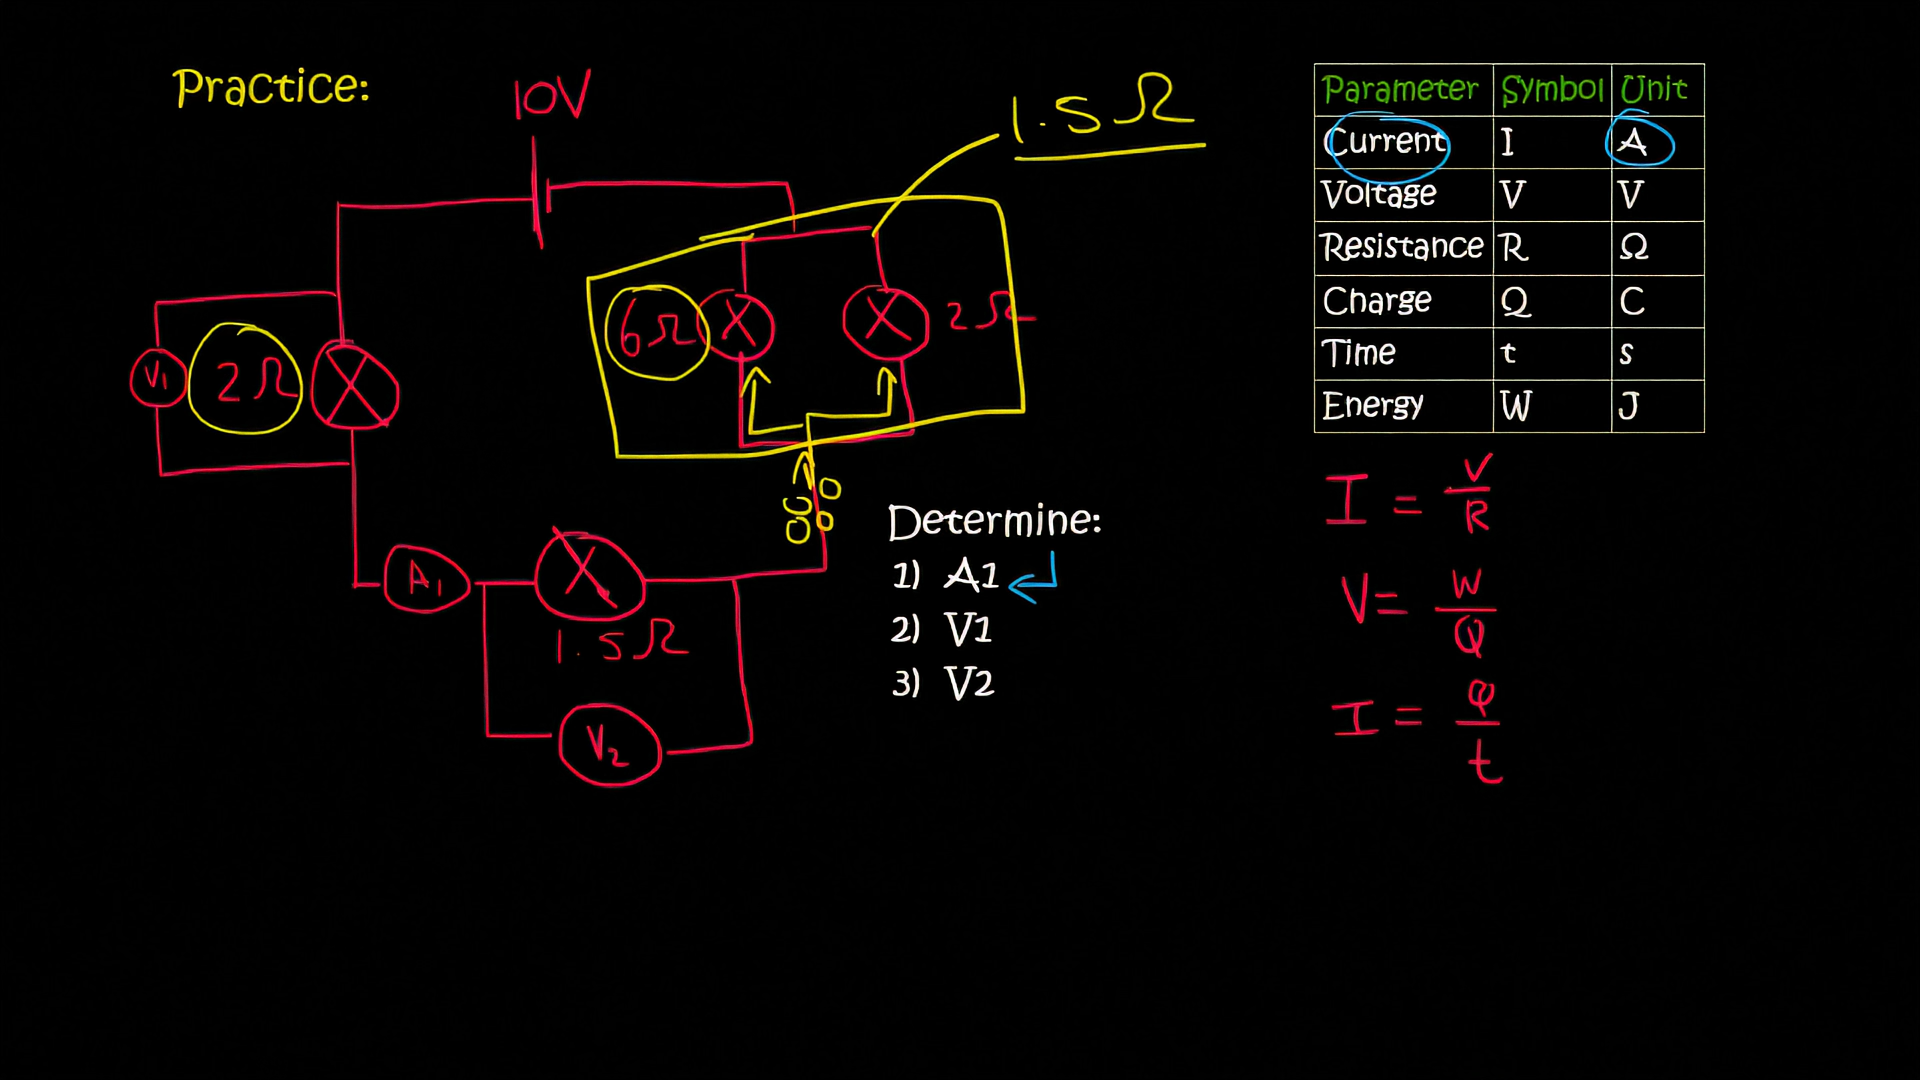 Practice:
10V
1.5 Ω
6Ω
2Ω
V1
2Ω
A1
1.5Ω
V2
Determine:
1) A1
2) V1
3) V2
Parameter Symbol Unit
Current I A
Voltage V V
Resistance R Ω
Charge Q C
Time t s
Energy W J
I = V/R
V = W/Q
I = Q/t